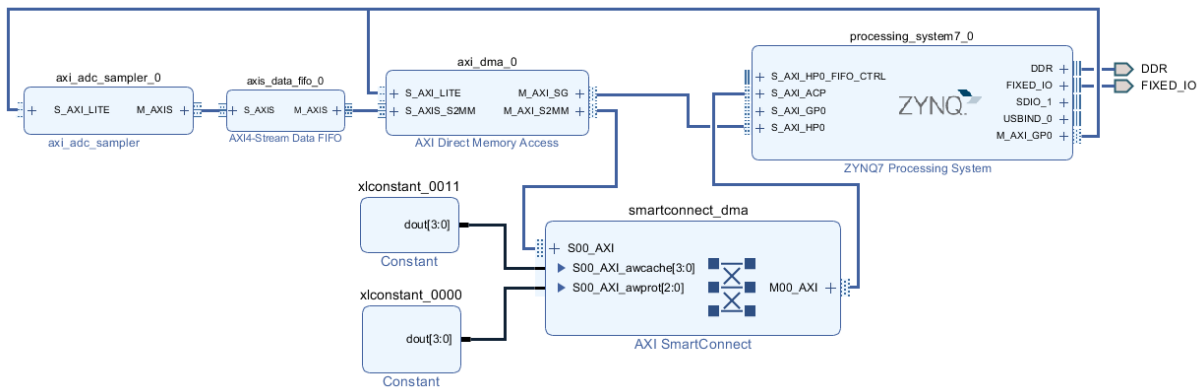 axi_adc_sampler_0
S_AXI_LITE
M_AXIS
axi_adc_sampler
axis_data_fifo_0
S_AXIS
M_AXIS
AXI4-Stream Data FIFO
axi_dma_0
S_AXI_LITE
S_AXIS_S2MM
M_AXI_SG
M_AXI_S2MM
AXI Direct Memory Access
processing_system7_0
S_AXI_HP0_FIFO_CTRL
S_AXI_ACP
S_AXI_GP0
S_AXI_HP0
ZYNQ
DDR
FIXED_IO
SDIO_1
USBIND_0
M_AXI_GP0
ZYNQ7 Processing System
DDR
FIXED_IO
xlconstant_0011
dout[3:0]
Constant
xlconstant_0000
dout[3:0]
Constant
smartconnect_dma
S00_AXI
S00_AXI_awcache[3:0]
S00_AXI_awprot[2:0]
M00_AXI
AXI SmartConnect